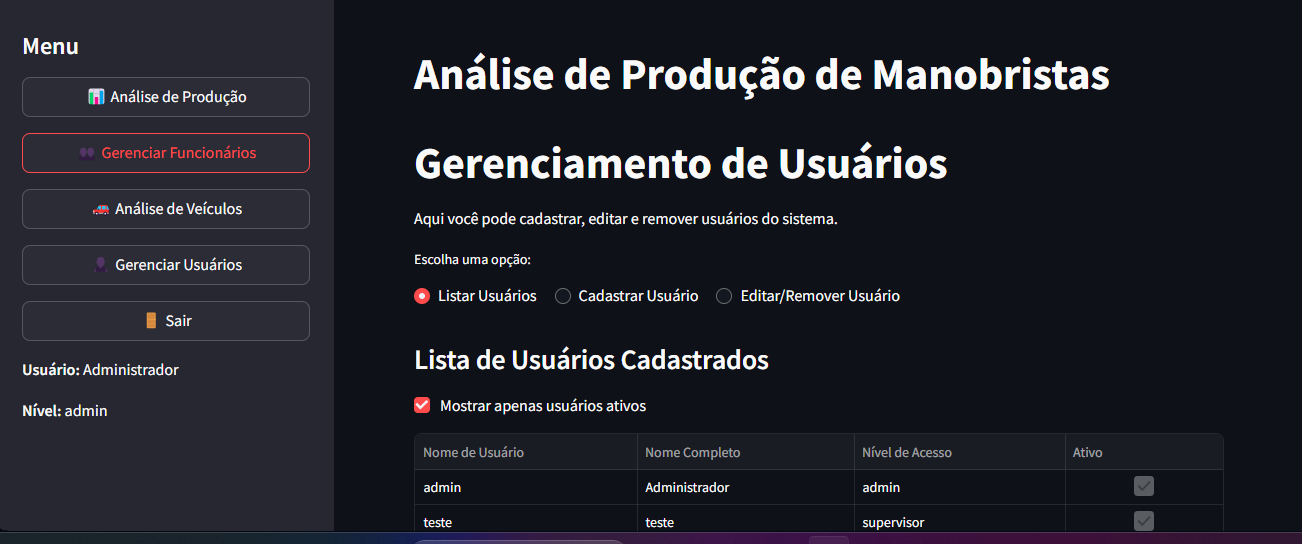 Menu
Análise de Produção
Gerenciar Funcionários
Análise de Veículos
Gerenciar Usuários
Sair
Usuário: Administrador
Nível: admin
Análise de Produção de Manobristas
Gerenciamento de Usuários
Aqui você pode cadastrar, editar e remover usuários do sistema.
Escolha uma opção:
Listar Usuários Cadastrar Usuário Editar/Remover Usuário
Lista de Usuários Cadastrados
Mostrar apenas usuários ativos
Nome de Usuário Nome Completo Nível de Acesso Ativo
admin Administrador admin
teste teste supervisor